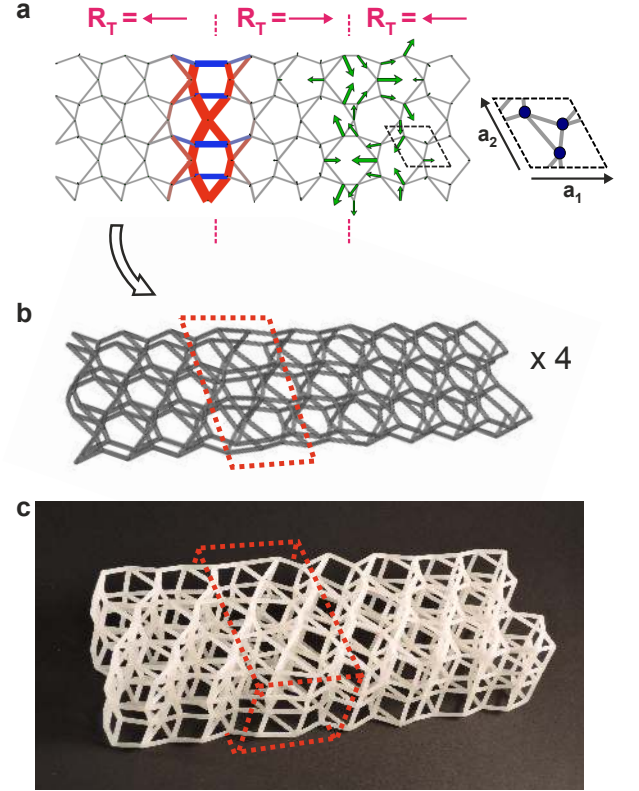 a
R_T = ← R_T = → R_T = ←
a_2
a_1
b
x 4
c